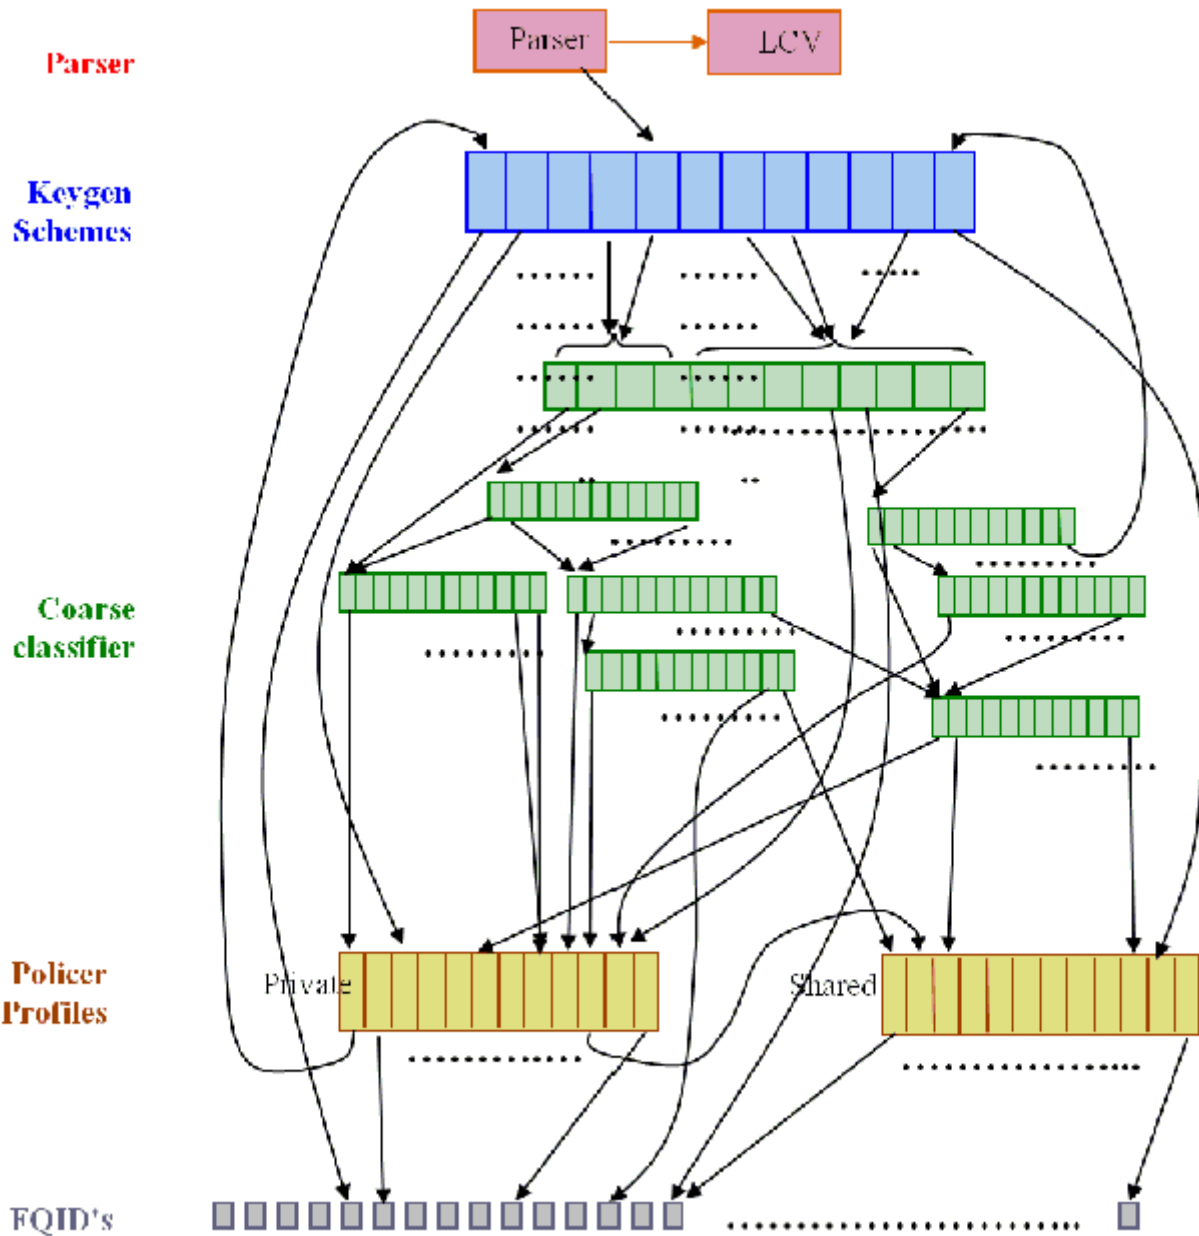 Parser
Parser LCV
Keygen
Schemes
Coarse
classifier
Policer
Profiles
Private
Shared
FQID's